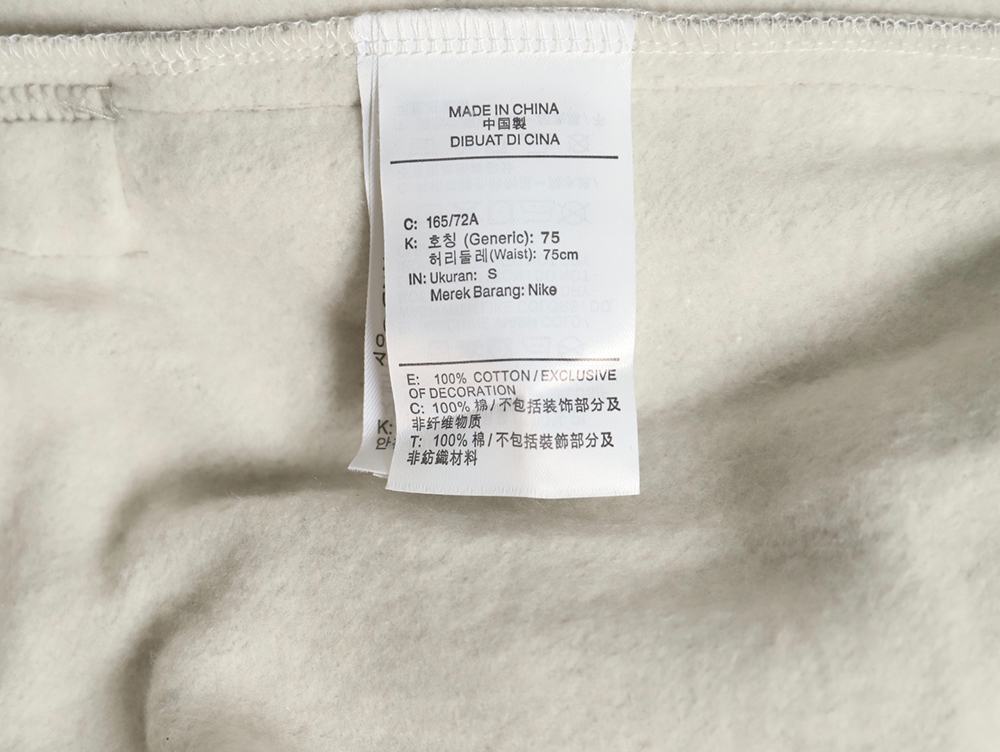 MADE IN CHINA
中国製
DIBUAT DI CINA
C: 165/72A
K: 호칭 (Generic): 75
허리둘레(Waist): 75cm
IN: Ukuran: S
Merek Barang: Nike
E: 100% COTTON/EXCLUSIVE
OF DECORATION
C: 100% 棉/不包括装饰部分及
非纤维物质
T: 100% 棉/不包括裝飾部分及
非紡織材料
K: